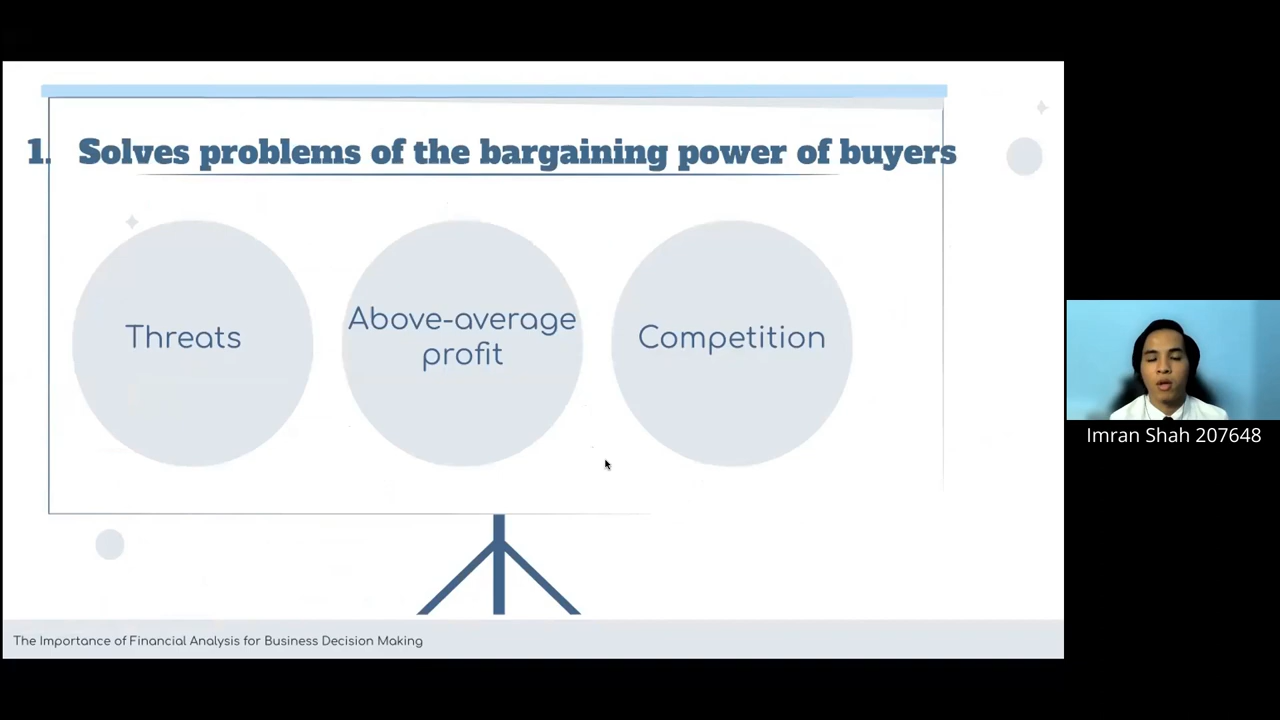 1. Solves problems of the bargaining power of buyers
Threats
Above-average
profit
Competition
Imran Shah 207648
The Importance of Financial Analysis for Business Decision Making